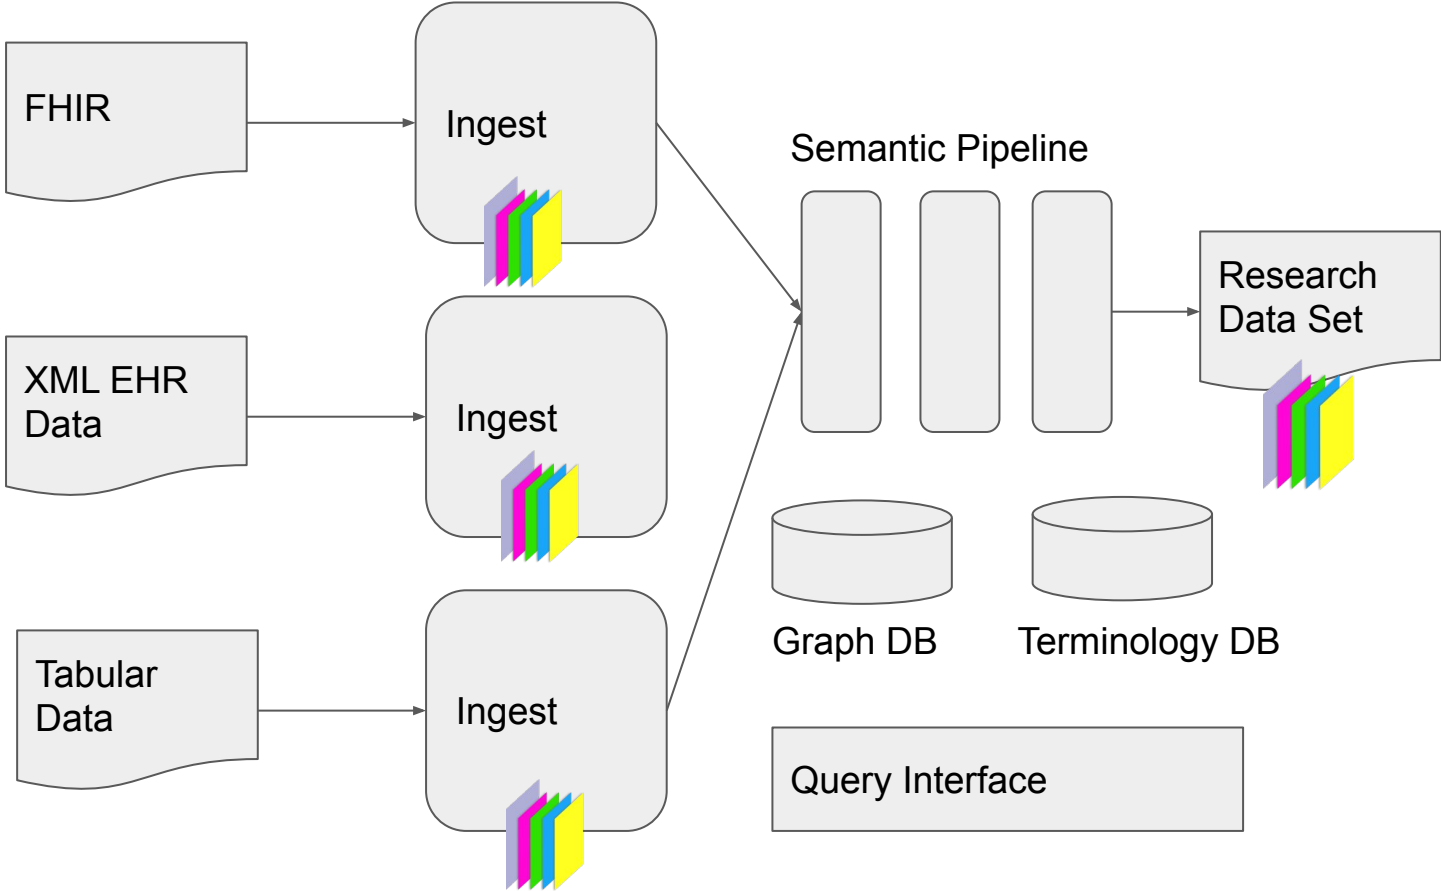 FHIR
Ingest
Semantic Pipeline
Research
Data Set
XML EHR
Data
Ingest
Graph DB
Terminology DB
Tabular
Data
Ingest
Query Interface